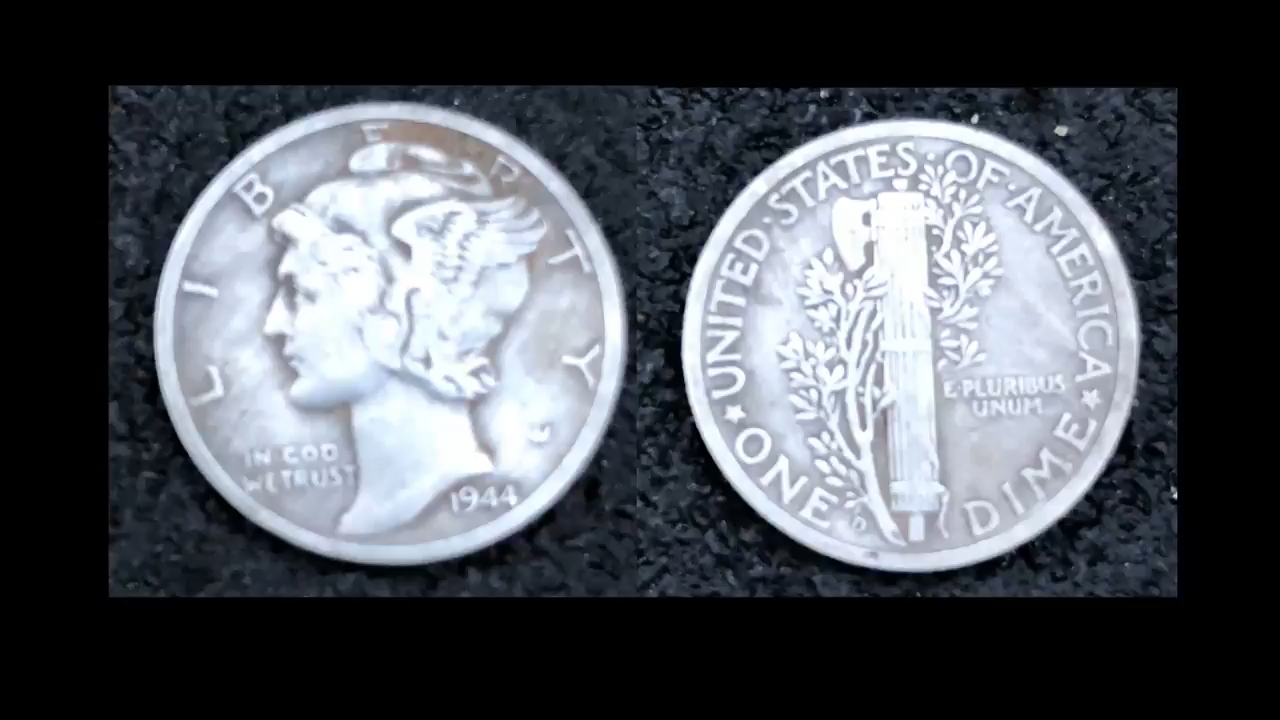 LIBERTY
IN GOD
WE TRUST
1944
UNITED·STATES·OF·AMERICA
E·PLURIBUS
UNUM
ONE DIME
D